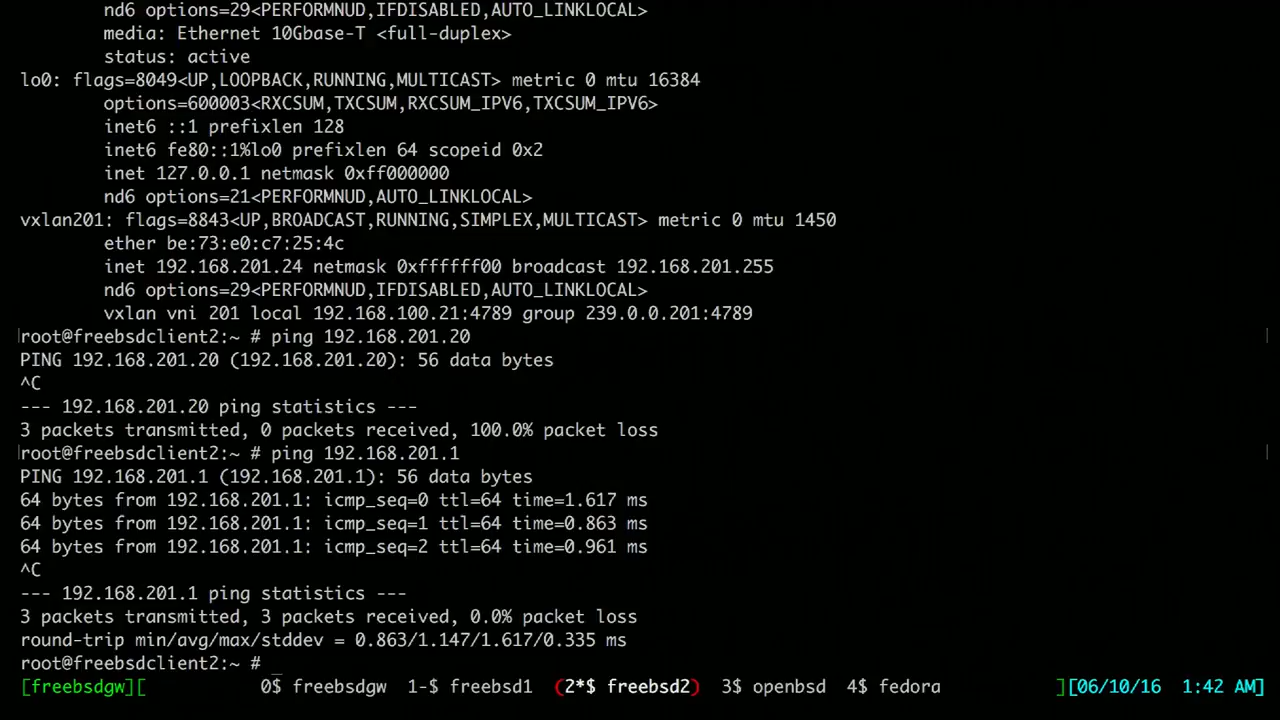 nd6 options=29<PERFORMNUD,IFDISABLED,AUTO_LINKLOCAL>
media: Ethernet 10Gbase-T <full-duplex>
status: active
lo0: flags=8049<UP,LOOPBACK,RUNNING,MULTICAST> metric 0 mtu 16384
options=600003<RXCSUM,TXCSUM,RXCSUM_IPV6,TXCSUM_IPV6>
inet6 ::1 prefixlen 128
inet6 fe80::1%lo0 prefixlen 64 scopeid 0x2
inet 127.0.0.1 netmask 0xff000000
nd6 options=21<PERFORMNUD,AUTO_LINKLOCAL>
vxlan201: flags=8843<UP,BROADCAST,RUNNING,SIMPLEX,MULTICAST> metric 0 mtu 1450
ether be:73:e0:c7:25:4c
inet 192.168.201.24 netmask 0xffffff00 broadcast 192.168.201.255
nd6 options=29<PERFORMNUD,IFDISABLED,AUTO_LINKLOCAL>
vxlan vni 201 local 192.168.100.21:4789 group 239.0.0.201:4789
root@freebsdclient2:~ # ping 192.168.201.20
PING 192.168.201.20 (192.168.201.20): 56 data bytes
^C
--- 192.168.201.20 ping statistics ---
3 packets transmitted, 0 packets received, 100.0% packet loss
root@freebsdclient2:~ # ping 192.168.201.1
PING 192.168.201.1 (192.168.201.1): 56 data bytes
64 bytes from 192.168.201.1: icmp_seq=0 ttl=64 time=1.617 ms
64 bytes from 192.168.201.1: icmp_seq=1 ttl=64 time=0.863 ms
64 bytes from 192.168.201.1: icmp_seq=2 ttl=64 time=0.961 ms
^C
--- 192.168.201.1 ping statistics ---
3 packets transmitted, 3 packets received, 0.0% packet loss
round-trip min/avg/max/stddev = 0.863/1.147/1.617/0.335 ms
root@freebsdclient2:~ # _
[freebsdgw][ 0$ freebsdgw 1-$ freebsd1 (2*$ freebsd2) 3$ openbsd 4$ fedora ][06/10/16 1:42 AM]